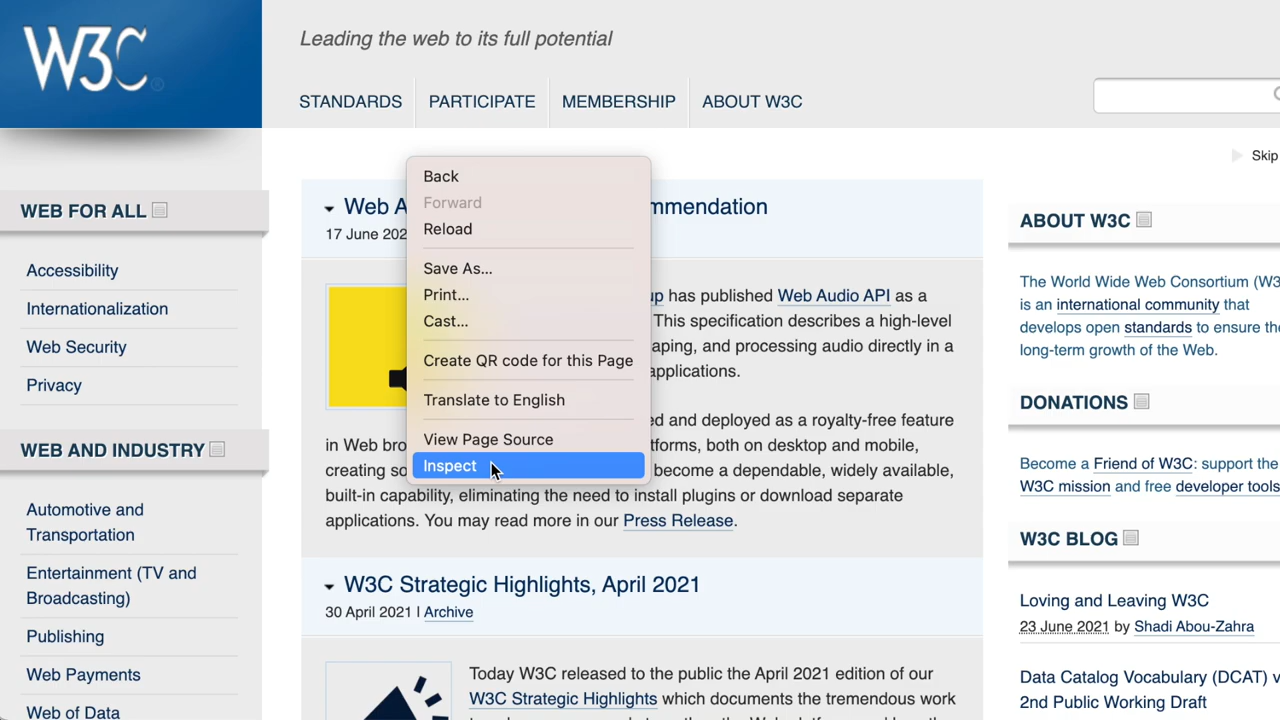 W3C®
Leading the web to its full potential
STANDARDS
PARTICIPATE
MEMBERSHIP
ABOUT W3C
Skip
WEB FOR ALL
Accessibility
Internationalization
Web Security
Privacy
WEB AND INDUSTRY
Automotive and
Transportation
Entertainment (TV and
Broadcasting)
Publishing
Web Payments
Web of Data
Back
Forward
Reload
Save As...
Print...
Cast...
Create QR code for this Page
Translate to English
View Page Source
Inspect
Web A mmendation
17 June 202
up has published Web Audio API as a
This specification describes a high-level
aping, and processing audio directly in a
applications.
ed and deployed as a royalty-free feature
in Web bro tforms, both on desktop and mobile,
creating so become a dependable, widely available,
built-in capability, eliminating the need to install plugins or download separate
applications. You may read more in our Press Release.
W3C Strategic Highlights, April 2021
30 April 2021 | Archive
Today W3C released to the public the April 2021 edition of our
W3C Strategic Highlights which documents the tremendous work
ABOUT W3C
The World Wide Web Consortium (W3
is an international community that
develops open standards to ensure the
long-term growth of the Web.
DONATIONS
Become a Friend of W3C: support the
W3C mission and free developer tools
W3C BLOG
Loving and Leaving W3C
23 June 2021 by Shadi Abou-Zahra
Data Catalog Vocabulary (DCAT) v
2nd Public Working Draft